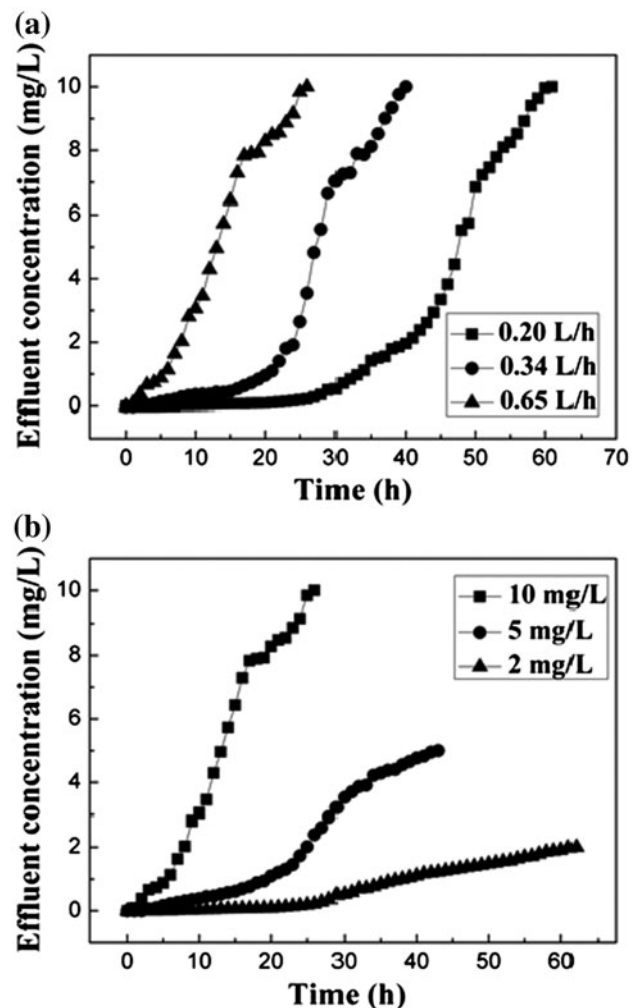 (a)
Effluent concentration (mg/L)
10
8
6
4
2
0
0.20 L/h
0.34 L/h
0.65 L/h
0 10 20 30 40 50 60 70
Time (h)
(b)
Effluent concentration (mg/L)
10
8
6
4
2
0
10 mg/L
5 mg/L
2 mg/L
0 10 20 30 40 50 60
Time (h)